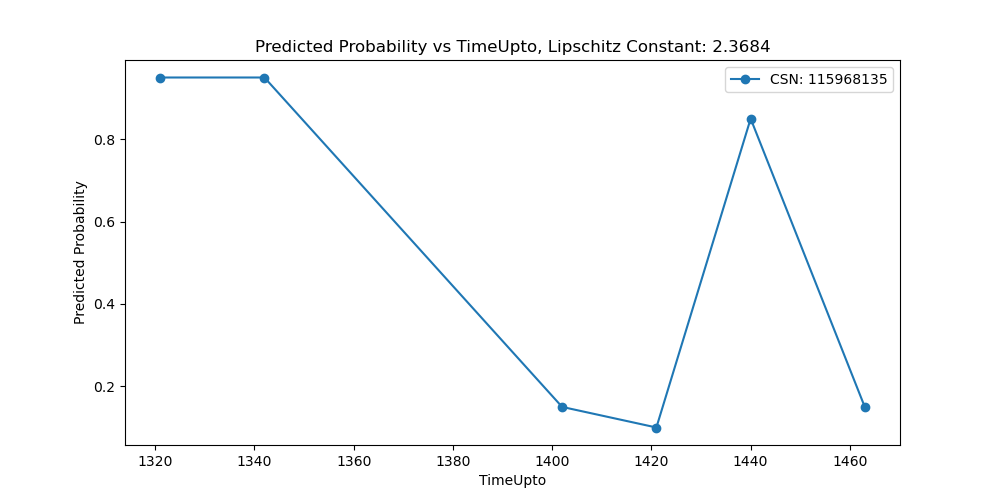 Predicted Probability vs TimeUpto, Lipschitz Constant: 2.3684
CSN: 115968135
0.8
0.6
0.4
0.2
Predicted Probability
1320 1340 1360 1380 1400 1420 1440 1460
TimeUpto